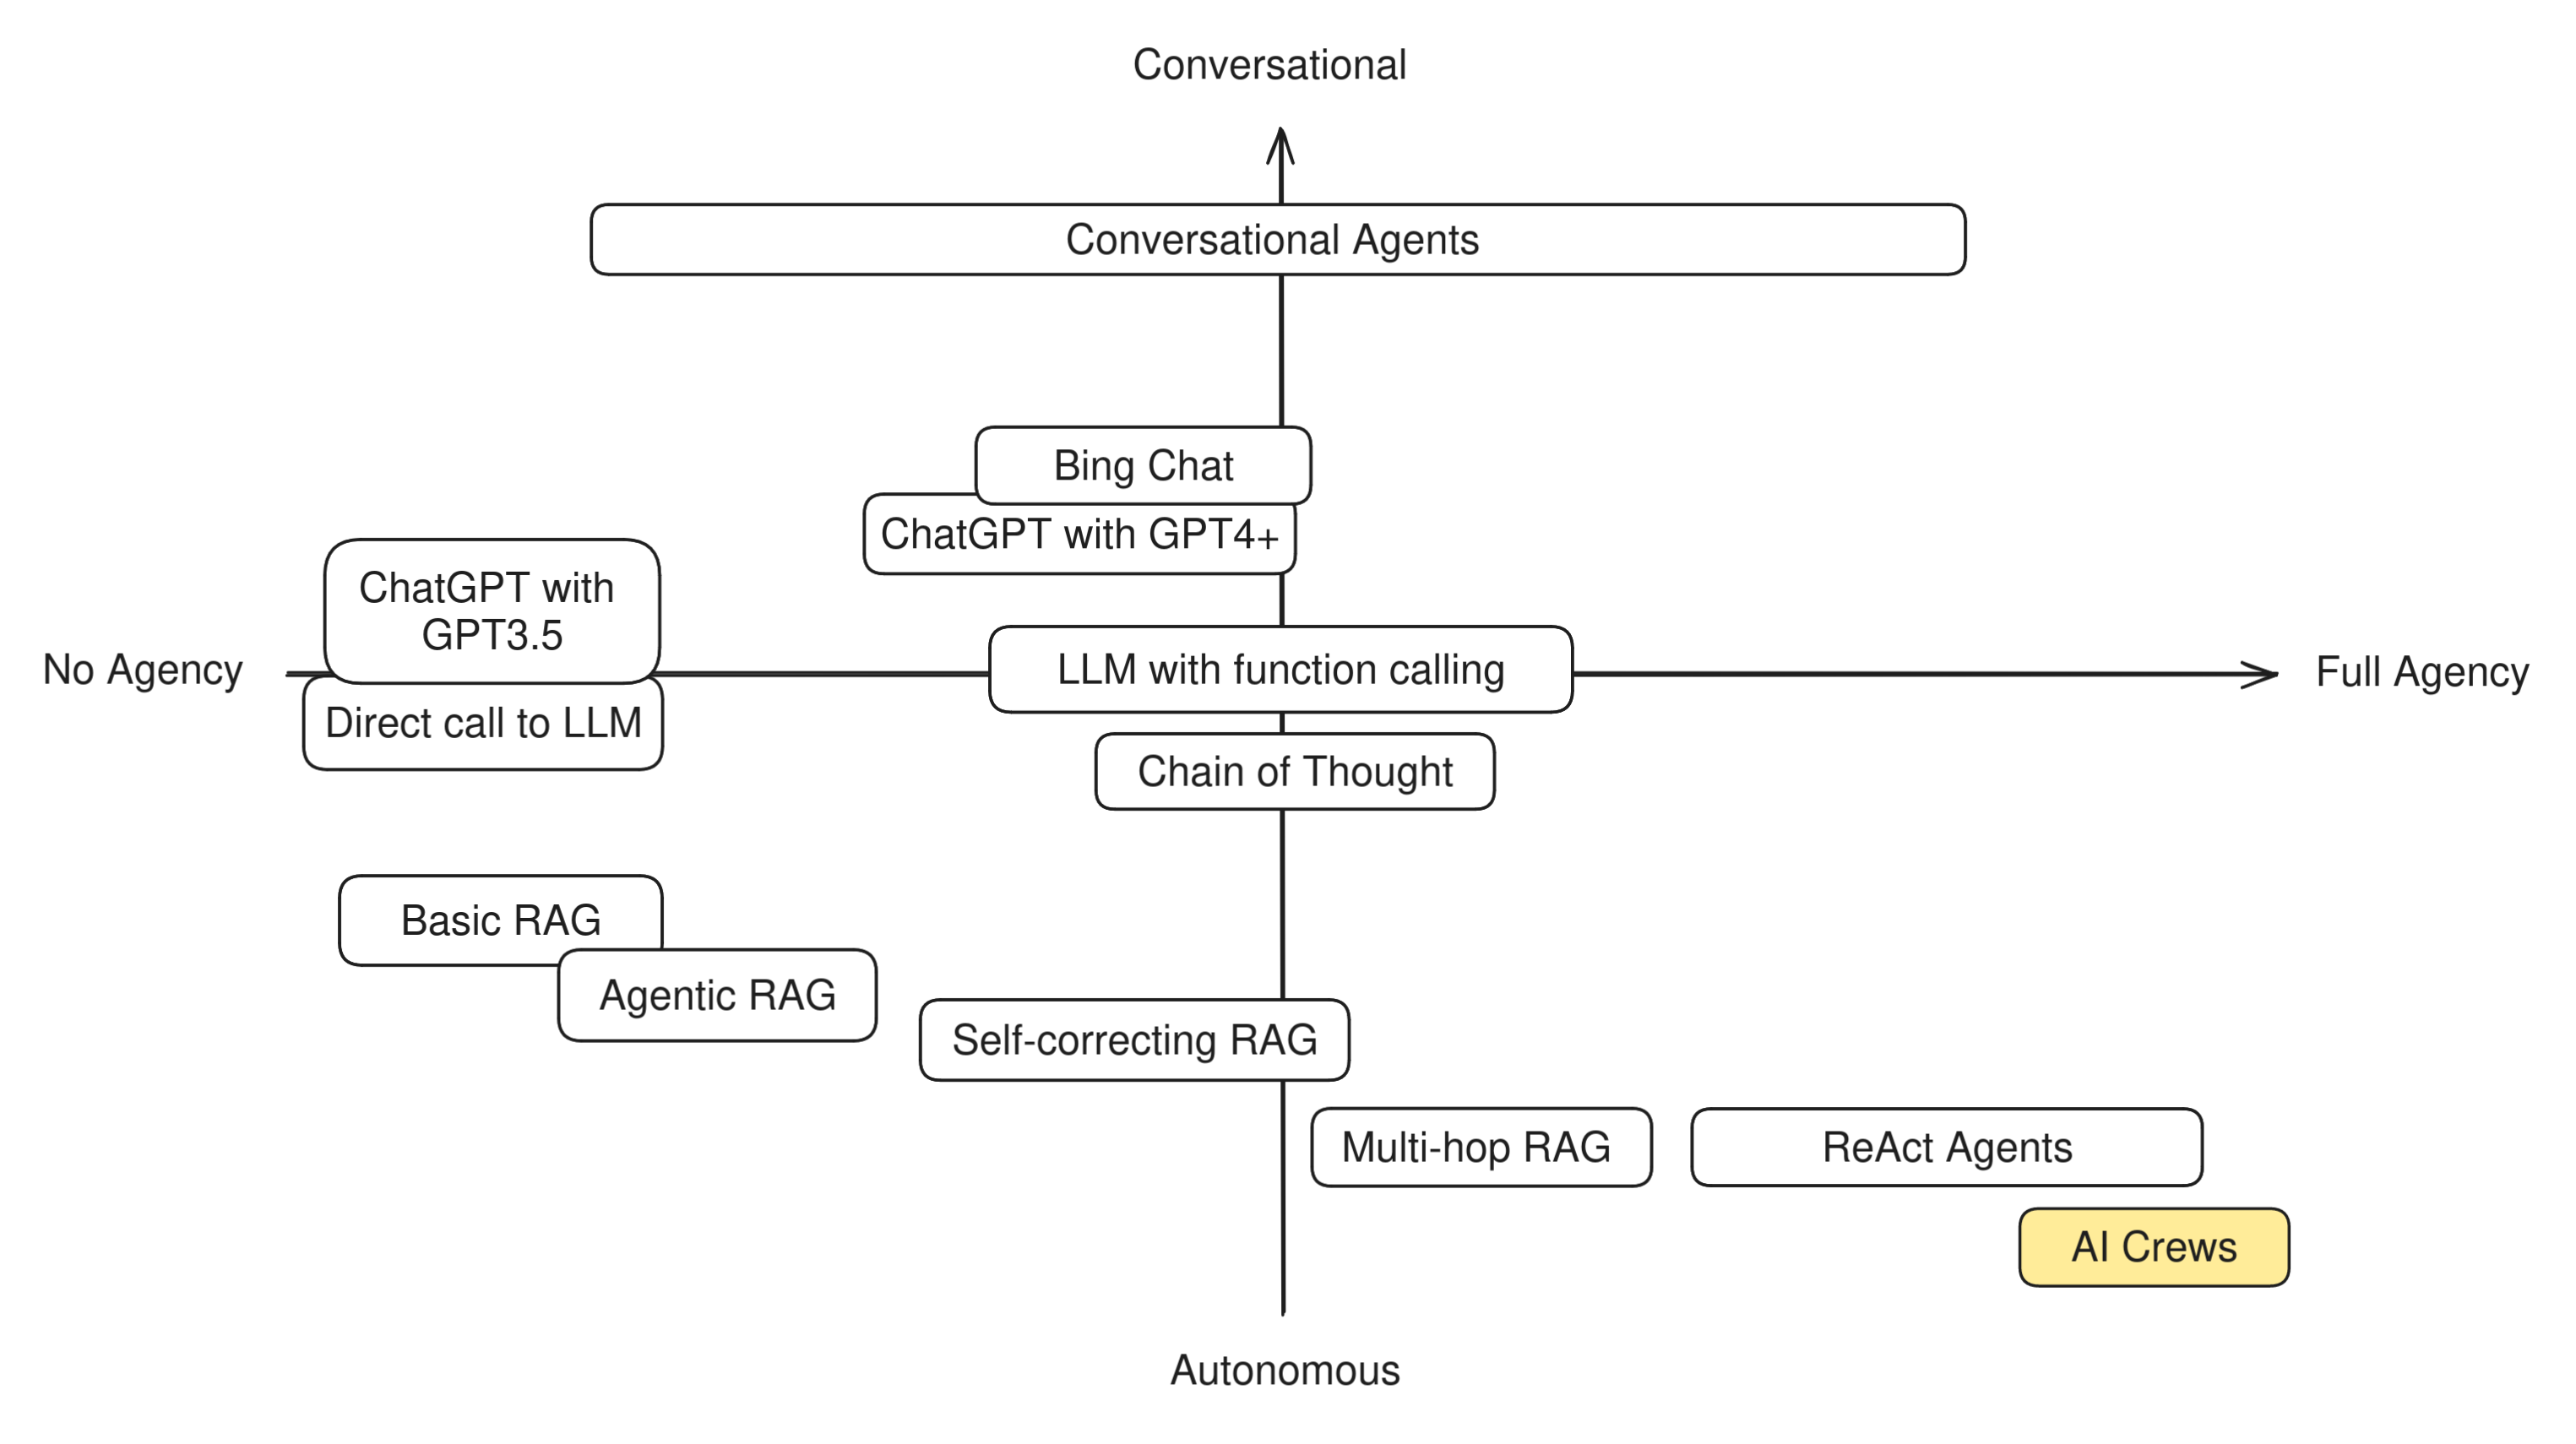 Conversational
Conversational Agents
Bing Chat
ChatGPT with GPT4+
ChatGPT with
GPT3.5
No Agency
LLM with function calling
Full Agency
Direct call to LLM
Chain of Thought
Basic RAG
Agentic RAG
Self-correcting RAG
Multi-hop RAG
ReAct Agents
AI Crews
Autonomous